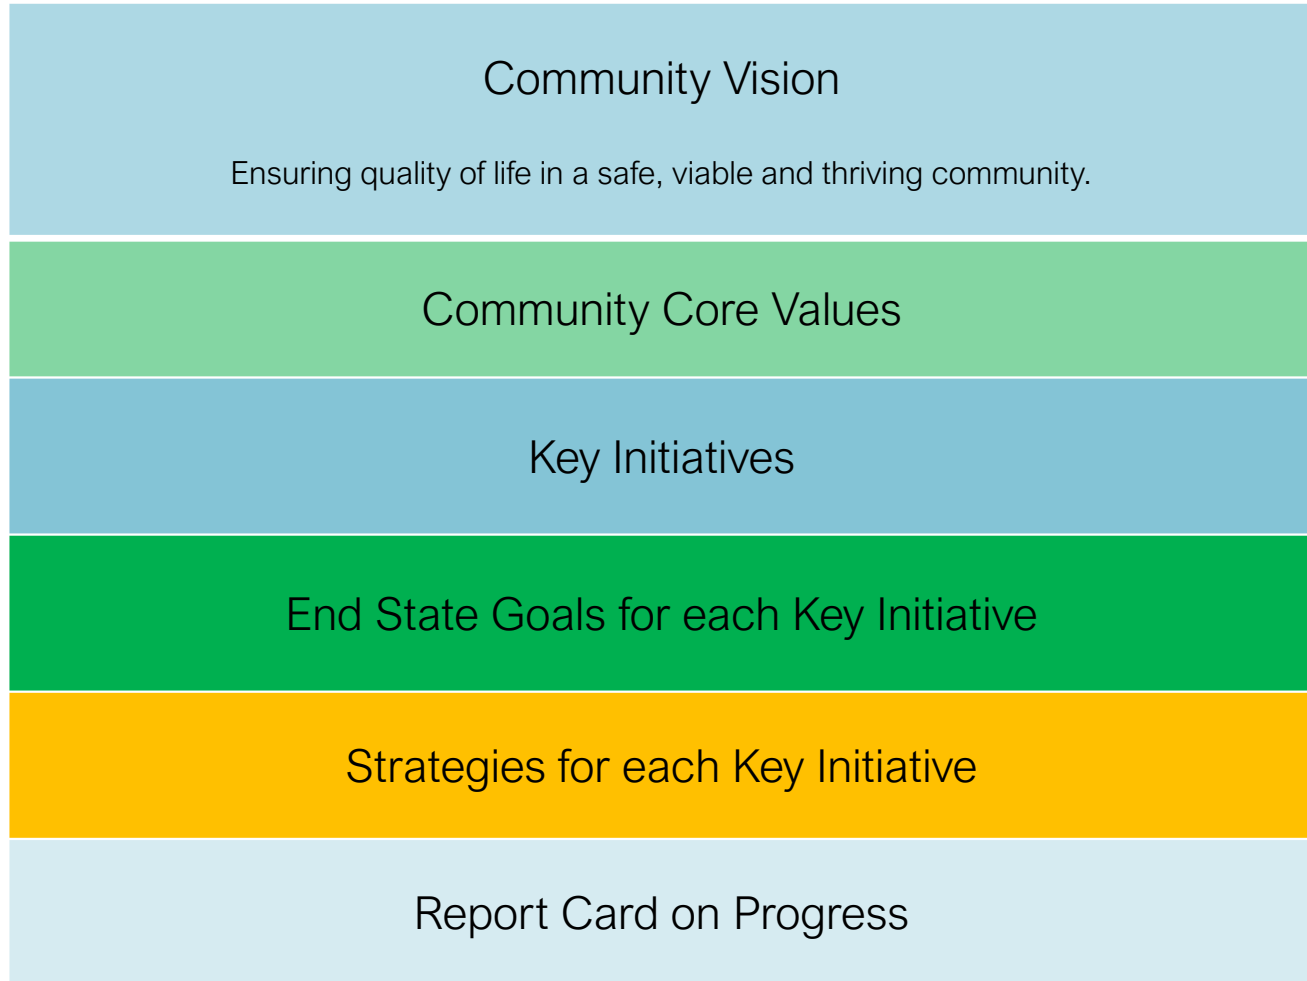 Community Vision
Ensuring quality of life in a safe, viable and thriving community.
Community Core Values
Key Initiatives
End State Goals for each Key Initiative
Strategies for each Key Initiative
Report Card on Progress